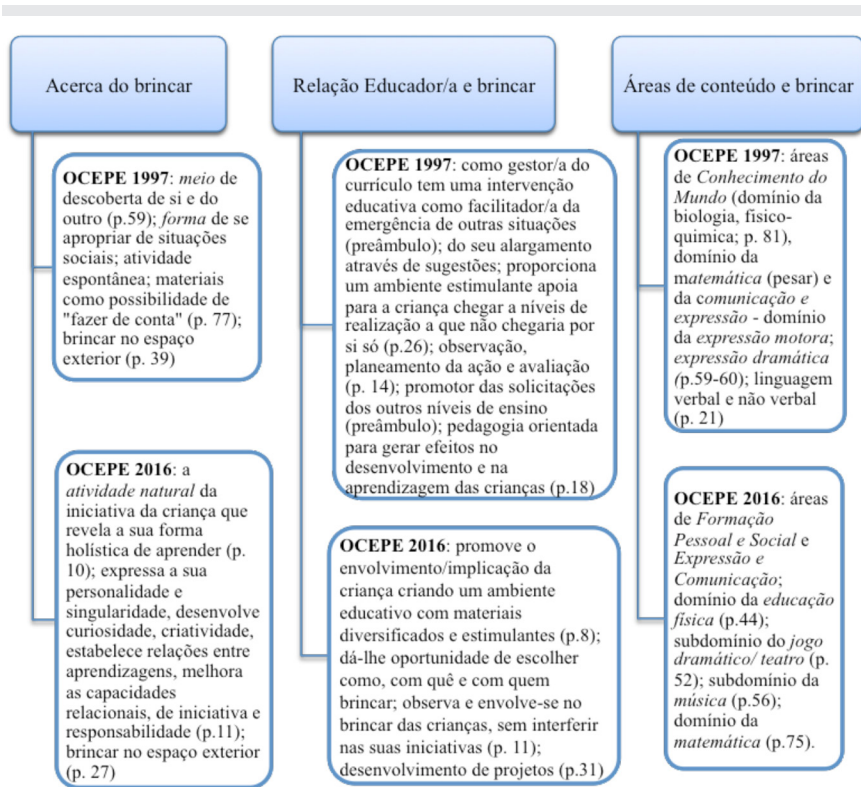 Acerca do brincar
OCEPE 1997: meio de
descoberta de si e do
outro (p.59); forma de se
apropriar de situações
sociais; atividade
espontânea; materiais
como possibilidade de
"fazer de conta" (p. 77);
brincar no espaço
exterior (p. 39)
OCEPE 2016: a
atividade natural da
iniciativa da criança que
revela a sua forma
holística de aprender (p.
10); expressa a sua
personalidade e
singularidade, desenvolve
curiosidade, criatividade,
estabelece relações entre
aprendizagens, melhora
as capacidades
relacionais, de iniciativa e
responsabilidade (p.11);
brincar no espaço exterior
(p. 27)
Relação Educador/a e brincar
OCEPE 1997: como gestor/a do
currículo tem uma intervenção
educativa como facilitador/a da
emergência de outras situações
(preâmbulo); do seu alargamento
através de sugestões; proporciona
um ambiente estimulante apoia
para a criança chegar a níveis de
realização a que não chegaria por
si só (p.26); observação,
planeamento da ação e avaliação
(p. 14); promotor das solicitações
dos outros níveis de ensino
(preâmbulo); pedagogia orientada
para gerar efeitos no
desenvolvimento e na
aprendizagem das crianças (p.18)
OCEPE 2016: promove o
envolvimento/implicação da
criança criando um ambiente
educativo com materiais
diversificados e estimulantes (p.8);
dá-lhe oportunidade de escolher
como, com quê e com quem
brincar; observa e envolve-se no
brincar das crianças, sem interferir
nas suas iniciativas (p. 11);
desenvolvimento de projetos (p.31)
Áreas de conteúdo e brincar
OCEPE 1997: áreas
de Conhecimento do
Mundo (domínio da
biologia, fisico-
quimica; p. 81),
domínio da
matemática (pesar) e
da comunicação e
expressão - domínio
da expressão motora;
expressão dramática
(p.59-60); linguagem
verbal e não verbal
(p. 21)
OCEPE 2016: áreas
de Formação
Pessoal e Social e
Expressão e
Comunicação;
domínio da educação
física (p.44);
subdomínio do jogo
dramático/ teatro (p.
52); subdomínio da
música (p.56);
domínio da
matemática (p.75).